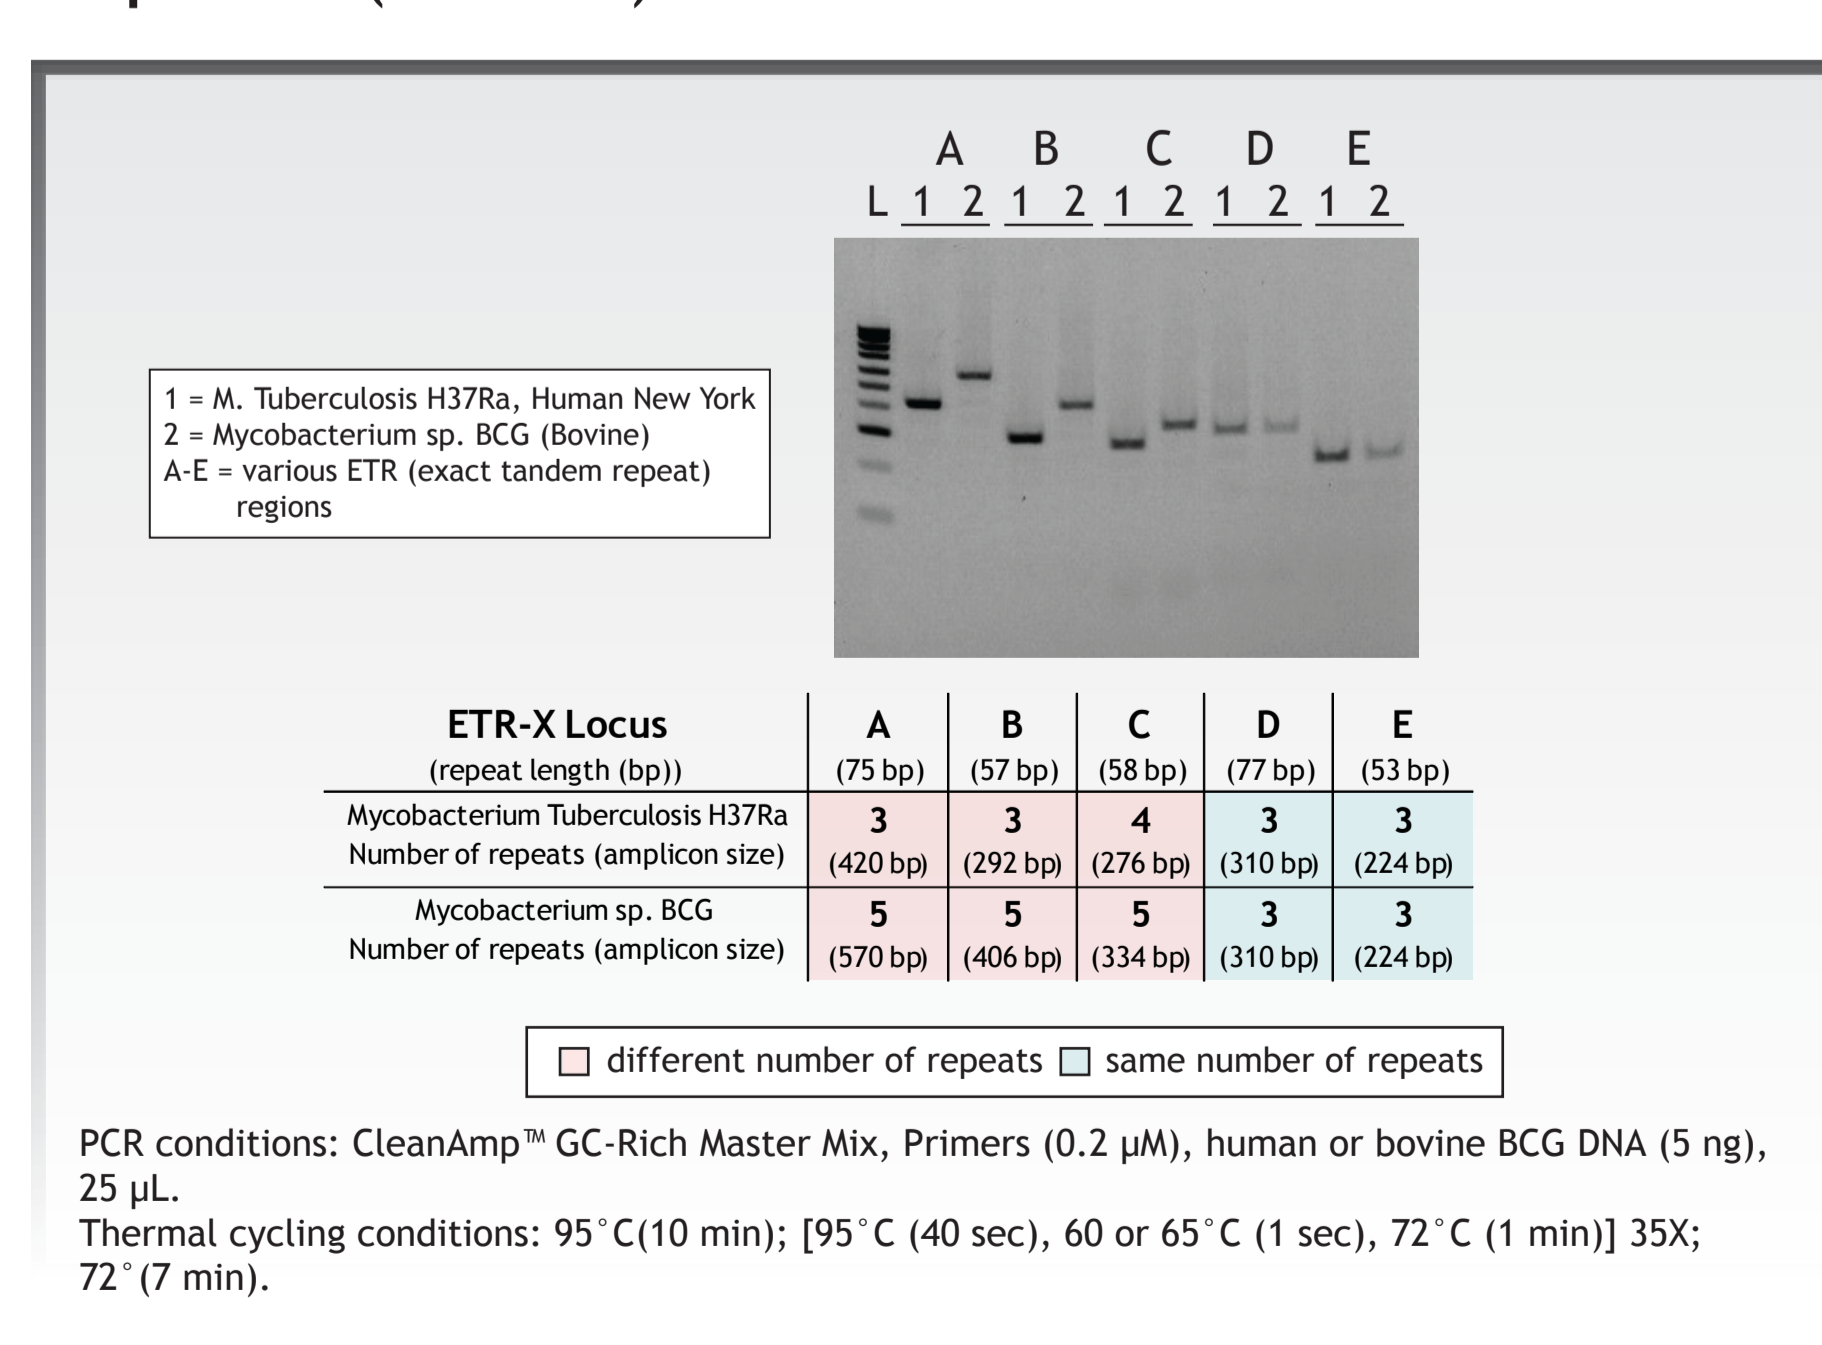 A B C D E
L 1 2 1 2 1 2 1 2 1 2
1 = M. Tuberculosis H37Ra, Human New York
2 = Mycobacterium sp. BCG (Bovine)
A-E = various ETR (exact tandem repeat)
regions
ETR-X Locus A B C D E
(repeat length (bp)) (75 bp) (57 bp) (58 bp) (77 bp) (53 bp)
Mycobacterium Tuberculosis H37Ra 3 3 4 3 3
Number of repeats (amplicon size) (420 bp) (292 bp) (276 bp) (310 bp) (224 bp)
Mycobacterium sp. BCG 5 5 5 3 3
Number of repeats (amplicon size) (570 bp) (406 bp) (334 bp) (310 bp) (224 bp)
different number of repeats same number of repeats
PCR conditions: CleanAmp™ GC-Rich Master Mix, Primers (0.2 µM), human or bovine BCG DNA (5 ng),
25 µL.
Thermal cycling conditions: 95°C(10 min); [95°C (40 sec), 60 or 65°C (1 sec), 72°C (1 min)] 35X;
72°(7 min).